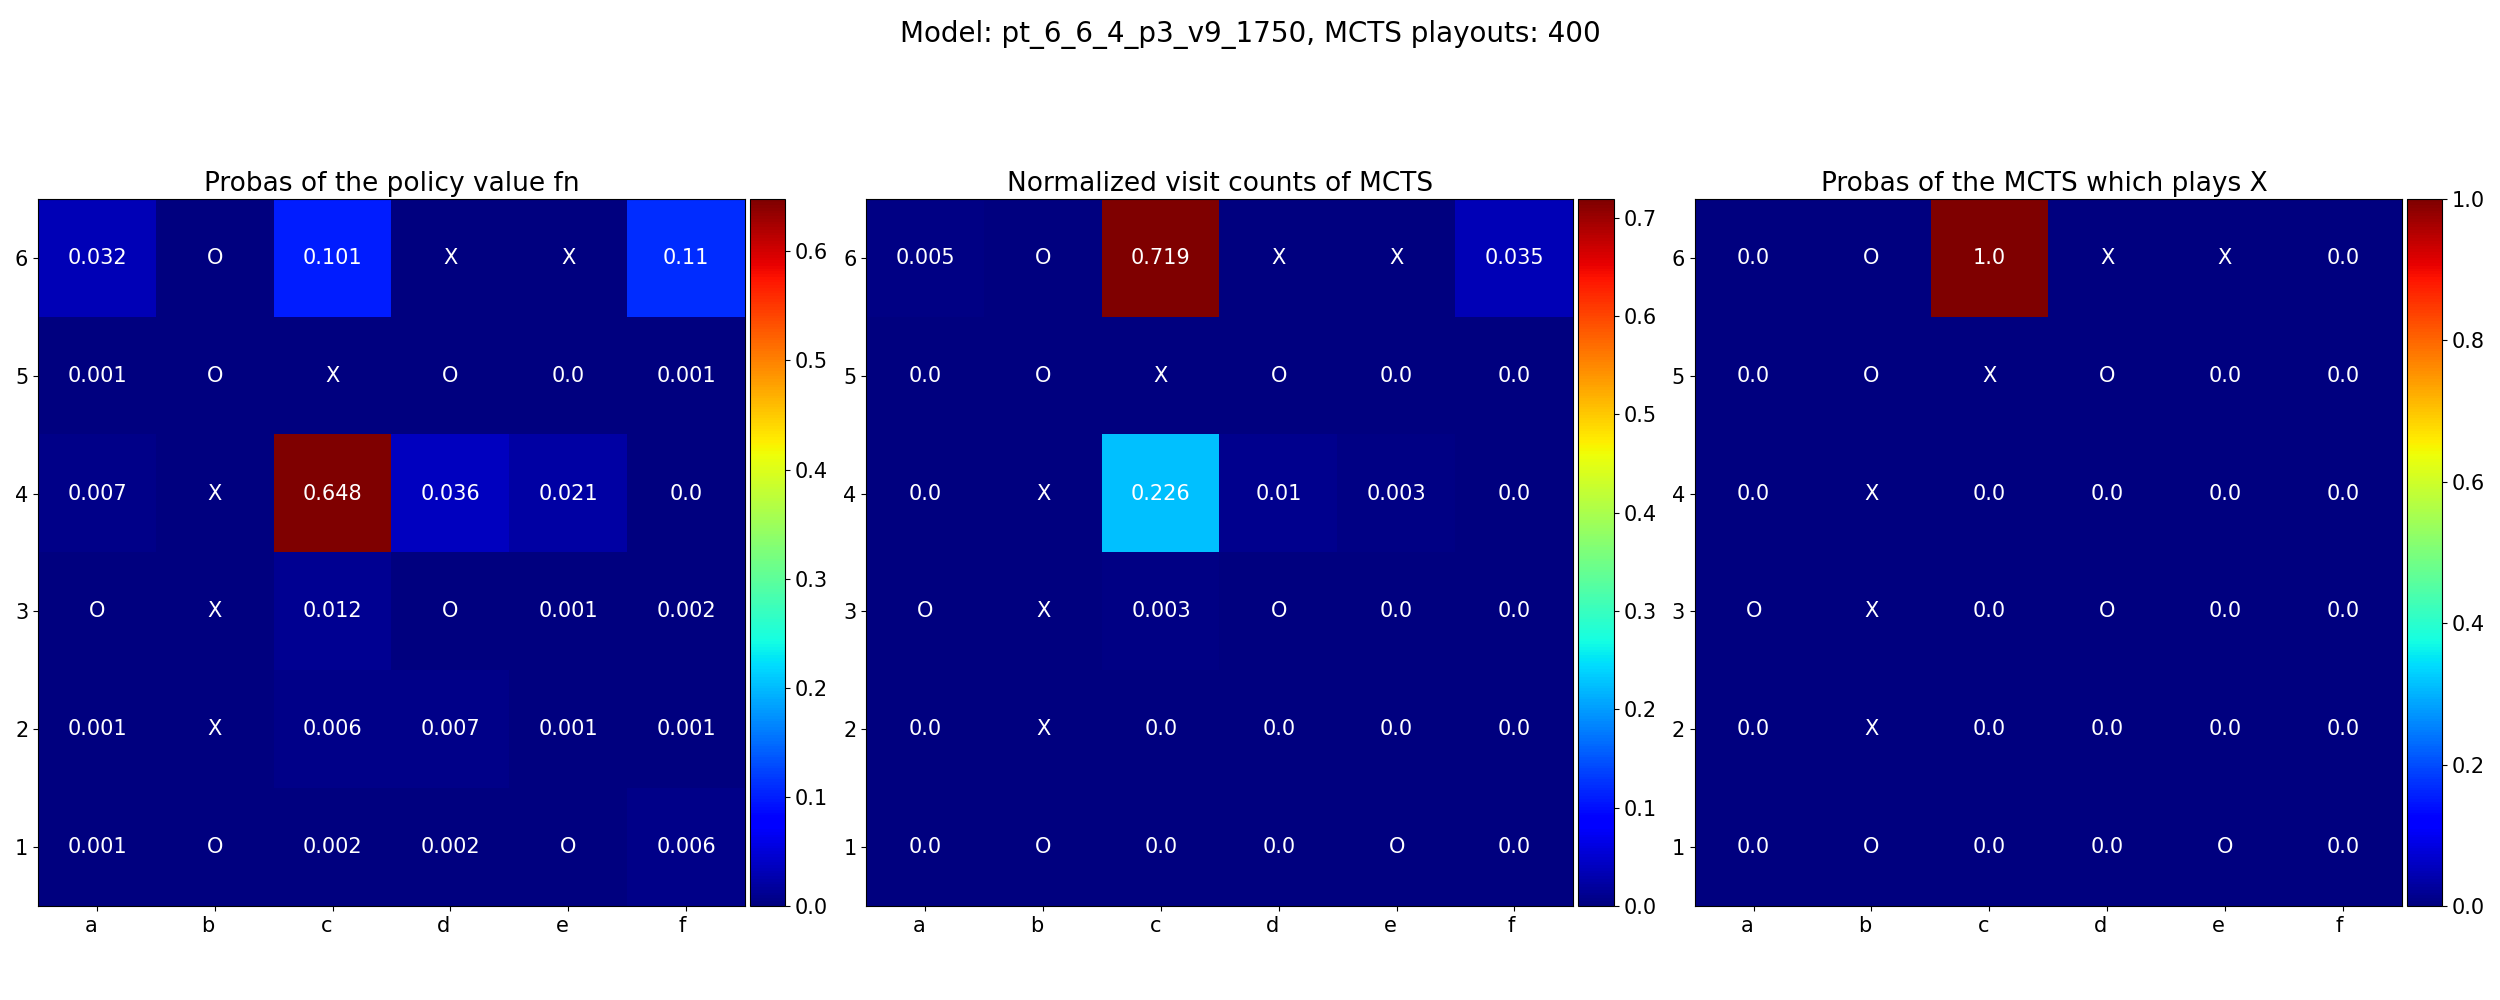 Model: pt_6_6_4_p3_v9_1750, MCTS playouts: 400
Probas of the policy value fn
6 0.032 O 0.101 X X 0.11
5 0.001 O X O 0.0 0.001
4 0.007 X 0.648 0.036 0.021 0.0
3 O X 0.012 O 0.001 0.002
2 0.001 X 0.006 0.007 0.001 0.001
1 0.001 O 0.002 0.002 O 0.006
a b c d e f
0.6
0.5
0.4
0.3
0.2
0.1
0.0
Normalized visit counts of MCTS
6 0.005 O 0.719 X X 0.035
5 0.0 O X O 0.0 0.0
4 0.0 X 0.226 0.01 0.003 0.0
3 O X 0.003 O 0.0 0.0
2 0.0 X 0.0 0.0 0.0 0.0
1 0.0 O 0.0 0.0 O 0.0
a b c d e f
0.7
0.6
0.5
0.4
0.3
0.2
0.1
0.0
Probas of the MCTS which plays X
6 0.0 O 1.0 X X 0.0
5 0.0 O X O 0.0 0.0
4 0.0 X 0.0 0.0 0.0 0.0
3 O X 0.0 O 0.0 0.0
2 0.0 X 0.0 0.0 0.0 0.0
1 0.0 O 0.0 0.0 O 0.0
a b c d e f
1.0
0.8
0.6
0.4
0.2
0.0